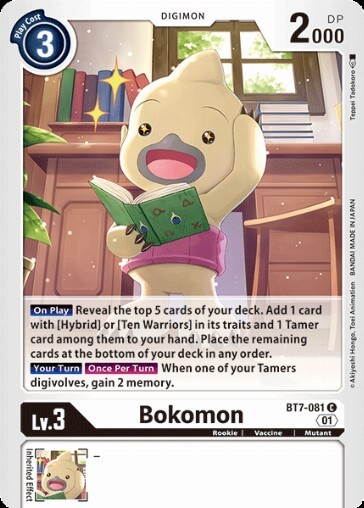 Play Cost
3
DIGIMON
2000
DP
Teppei Tadokoro
©Akiyoshi Hongo, Toei Animation BANDAI MADE IN JAPAN
On Play Reveal the top 5 cards of your deck. Add 1 card
with [Hybrid] or [Ten Warriors] in its traits and 1 Tamer
card among them to your hand. Place the remaining
cards at the bottom of your deck in any order.
Your Turn Once Per Turn When one of your Tamers
digivolves, gain 2 memory.
Lv.3
Bokomon
BT7-081 C
01
Rookie | Vaccine | Mutant
Inherited Effect
–